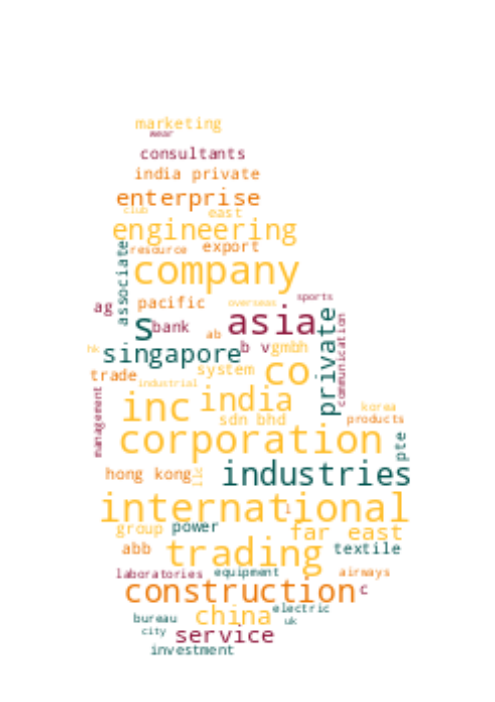 marketing
wear
consultants
india private
enterprise
club east
engineering
associate
resource export
company
ag pacific overseas sports
s bank ab asia private communication
hk singapore b v gmbh
trade system co
industrial
management inc india korea
sdn bhd products
corporation pte
hong kong llc industries
international
l
group power far east
abb trading textile
laboratories equipment airways
construction c
bureau china electric
uk
city service
investment